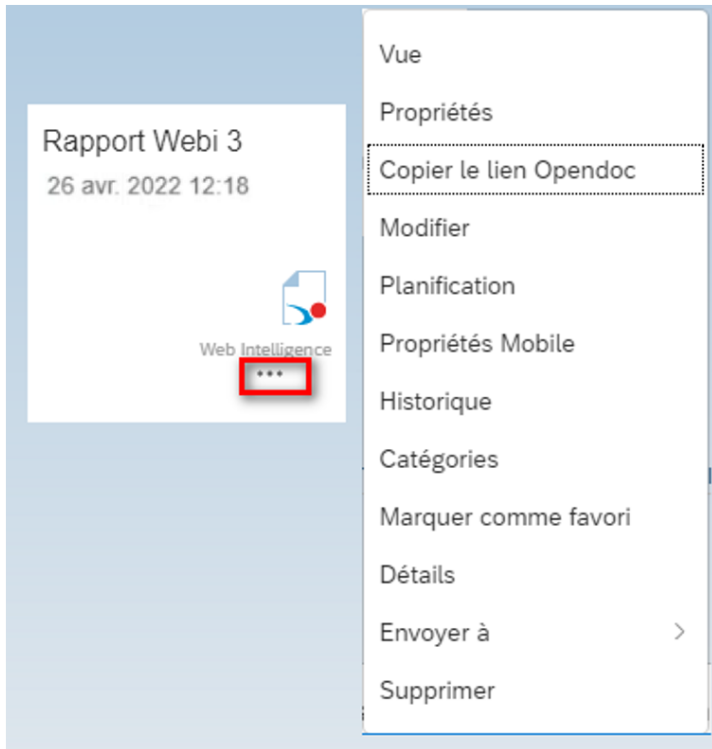 Rapport Webi 3
26 avr. 2022 12:18
Web Intelligence
Vue
Propriétés
Copier le lien Opendoc
Modifier
Planification
Propriétés Mobile
Historique
Catégories
Marquer comme favori
Détails
Envoyer à
Supprimer